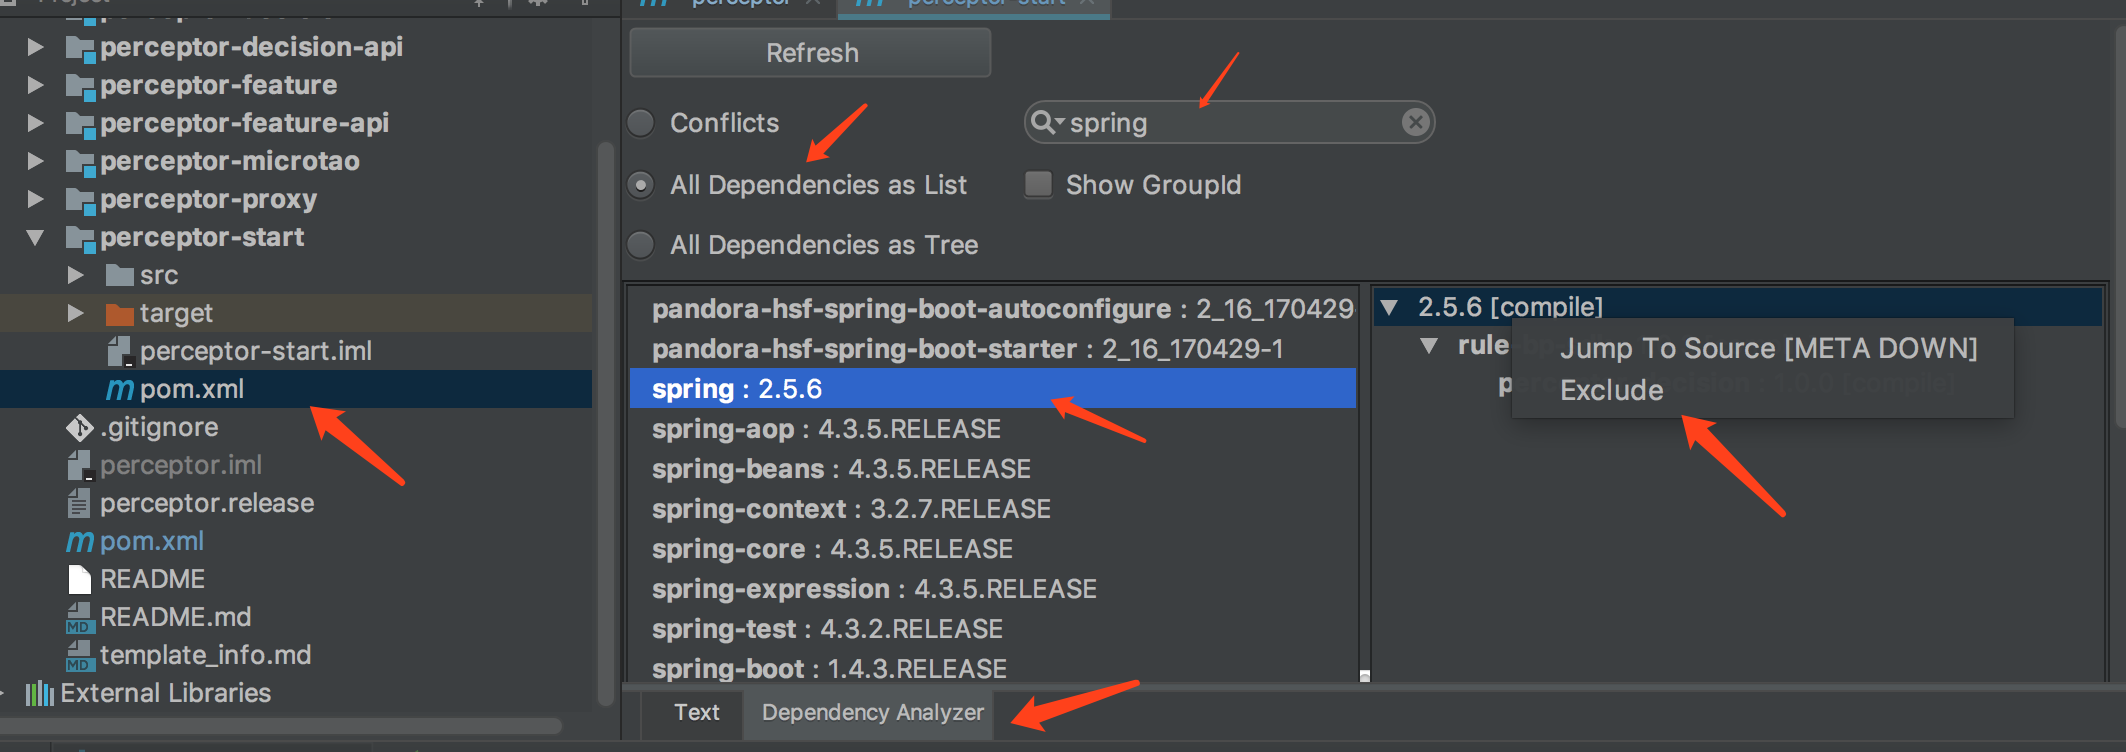 Project
perceptor-decision-api
perceptor-feature
perceptor-feature-api
perceptor-microtao
perceptor-proxy
perceptor-start
src
target
perceptor-start.iml
pom.xml
.gitignore
perceptor.iml
perceptor.release
pom.xml
README
README.md
template_info.md
External Libraries
perceptor
perceptor-start
Refresh
Conflicts
spring
All Dependencies as List
Show GroupId
All Dependencies as Tree
pandora-hsf-spring-boot-autoconfigure : 2_16_170429
pandora-hsf-spring-boot-starter : 2_16_170429-1
spring : 2.5.6
spring-aop : 4.3.5.RELEASE
spring-beans : 4.3.5.RELEASE
spring-context : 3.2.7.RELEASE
spring-core : 4.3.5.RELEASE
spring-expression : 4.3.5.RELEASE
spring-test : 4.3.2.RELEASE
spring-boot : 1.4.3.RELEASE
2.5.6 [compile]
Jump To Source [META DOWN]
Exclude
Text
Dependency Analyzer